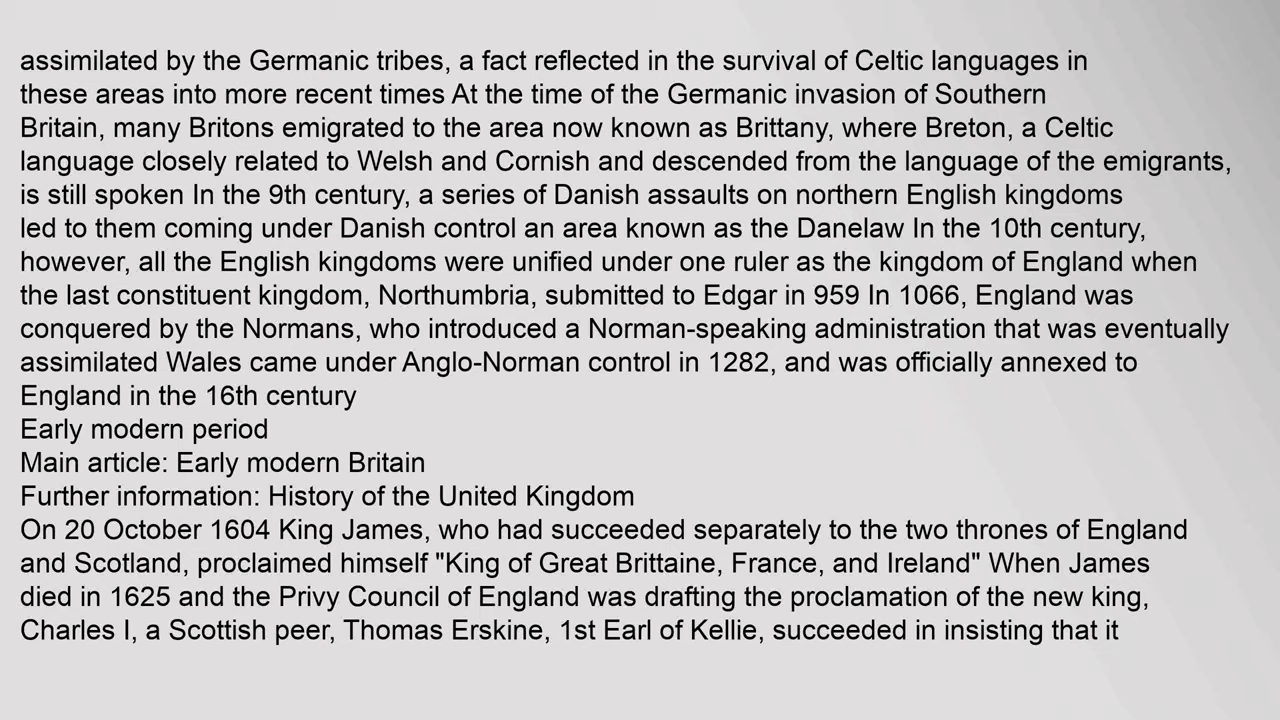 assimilated by the Germanic tribes, a fact reflected in the survival of Celtic languages in
these areas into more recent times At the time of the Germanic invasion of Southern
Britain, many Britons emigrated to the area now known as Brittany, where Breton, a Celtic
language closely related to Welsh and Cornish and descended from the language of the emigrants,
is still spoken In the 9th century, a series of Danish assaults on northern English kingdoms
led to them coming under Danish control an area known as the Danelaw In the 10th century,
however, all the English kingdoms were unified under one ruler as the kingdom of England when
the last constituent kingdom, Northumbria, submitted to Edgar in 959 In 1066, England was
conquered by the Normans, who introduced a Norman-speaking administration that was eventually
assimilated Wales came under Anglo-Norman control in 1282, and was officially annexed to
England in the 16th century
Early modern period
Main article: Early modern Britain
Further information: History of the United Kingdom
On 20 October 1604 King James, who had succeeded separately to the two thrones of England
and Scotland, proclaimed himself "King of Great Brittaine, France, and Ireland" When James
died in 1625 and the Privy Council of England was drafting the proclamation of the new king,
Charles I, a Scottish peer, Thomas Erskine, 1st Earl of Kellie, succeeded in insisting that it